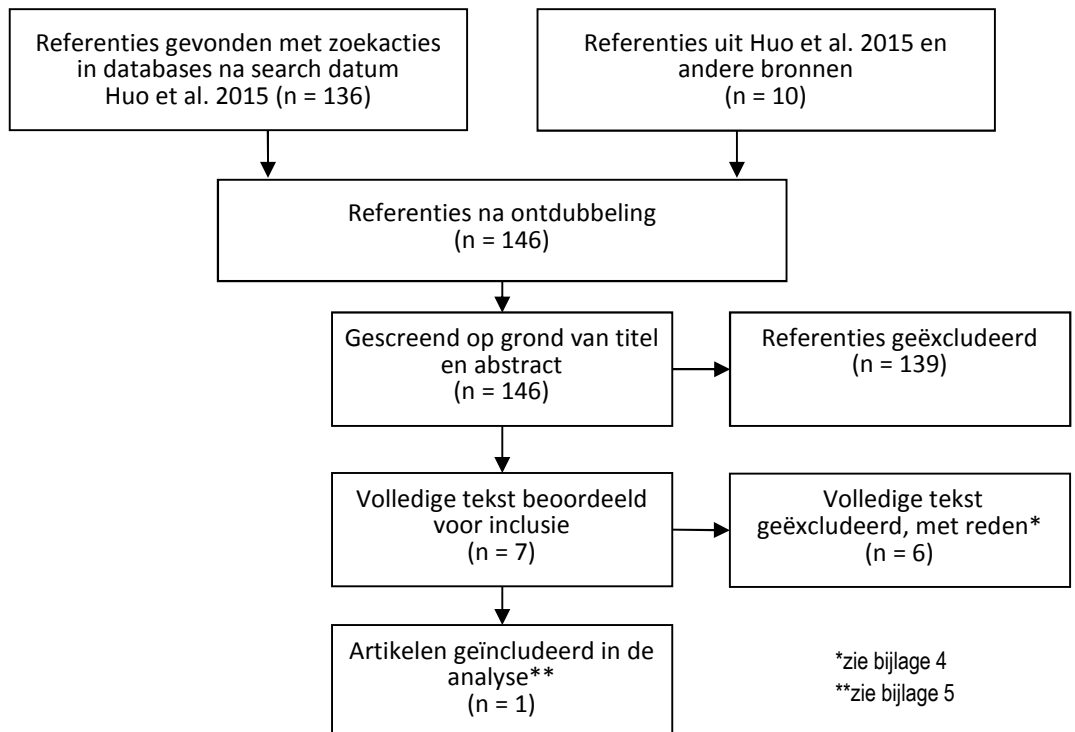 Referenties gevonden met zoekacties
in databases na search datum
Huo et al. 2015 (n = 136)
Referenties uit Huo et al. 2015 en
andere bronnen
(n = 10)
Referenties na ontdubbeling
(n = 146)
Gescreend op grond van titel
en abstract
(n = 146)
Referenties geëxcludeerd
(n = 139)
Volledige tekst beoordeeld
voor inclusie
(n = 7)
Volledige tekst
geëxcludeerd, met reden*
(n = 6)
Artikelen geïncludeerd in de
analyse**
(n = 1)
*zie bijlage 4
**zie bijlage 5